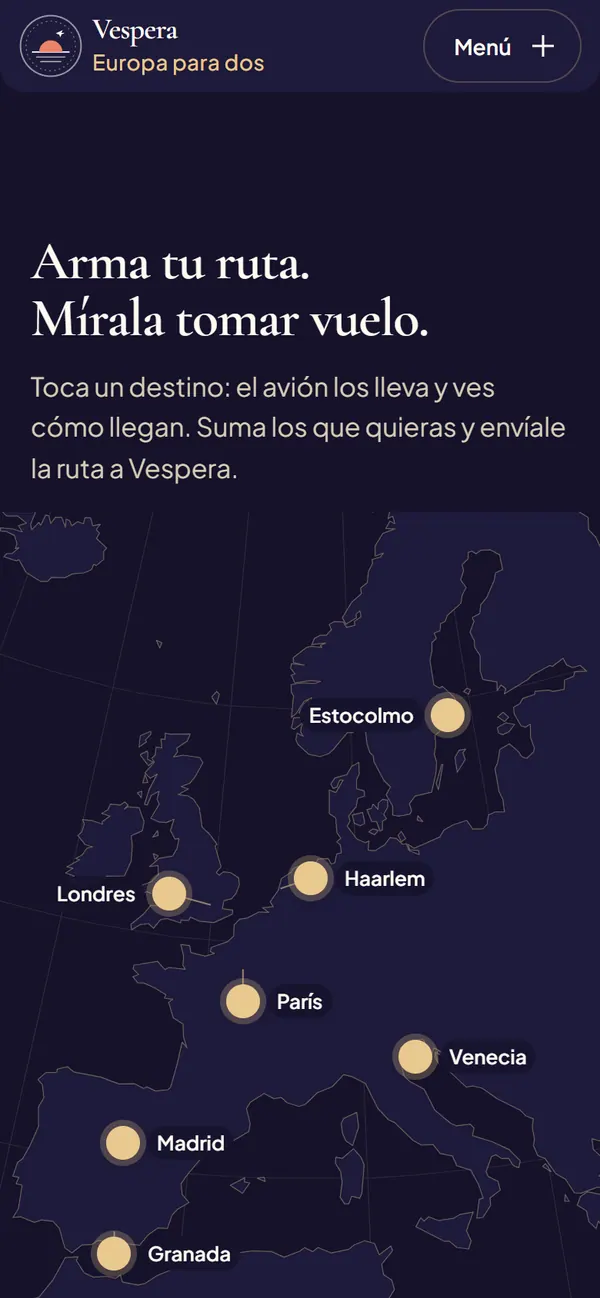 Vespera
Europa para dos
Menú
Arma tu ruta.
Mírala tomar vuelo.
Toca un destino: el avión los lleva y ves
cómo llegan. Suma los que quieras y envíale
la ruta a Vespera.
Estocolmo
Haarlem
Londres
París
Venecia
Madrid
Granada